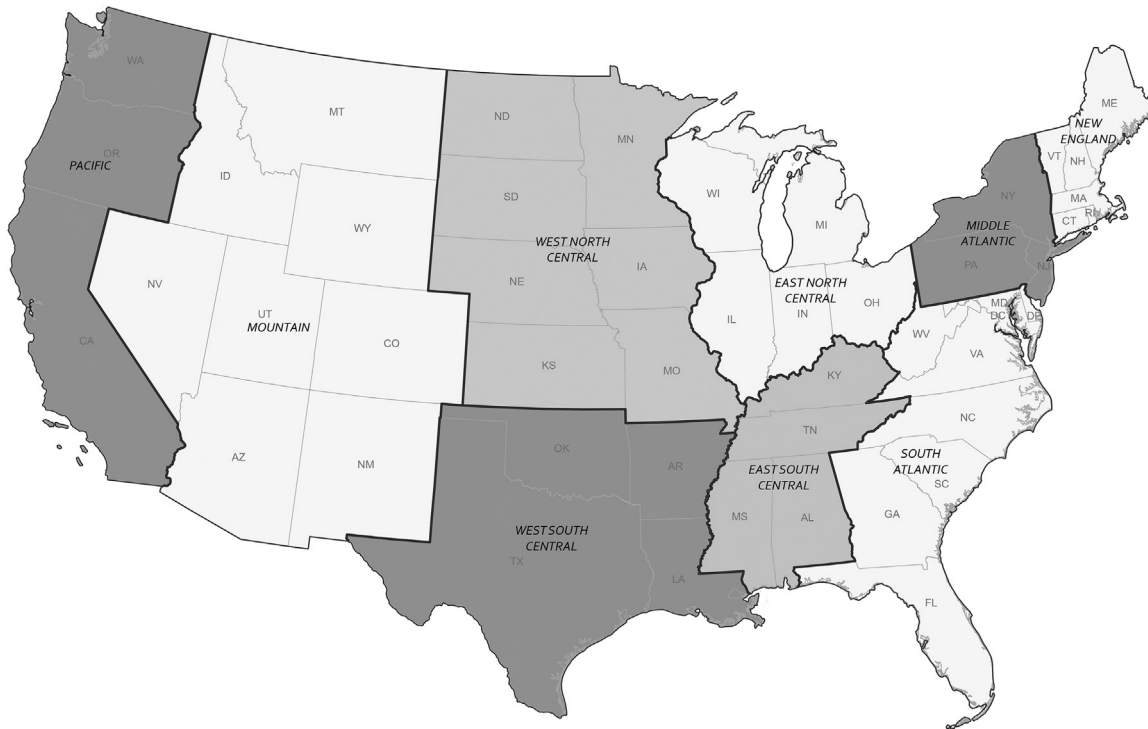 WA
MT
ND
MN
ME
NEW
ENGLAND
VT
NH
OR
PACIFIC
ID
WY
SD
WI
MI
NY
MA
CT
RI
MIDDLE
ATLANTIC
WEST NORTH
CENTRAL
NV
UT
MOUNTAIN
CO
NE
IA
EAST NORTH
CENTRAL
IL
IN
OH
PA
NJ
MD
DC
DE
WV
VA
CA
KS
MO
KY
TN
NC
AZ
NM
OK
AR
EAST SOUTH
CENTRAL
SOUTH
ATLANTIC
SC
MS
AL
GA
WEST SOUTH
CENTRAL
TX
LA
FL